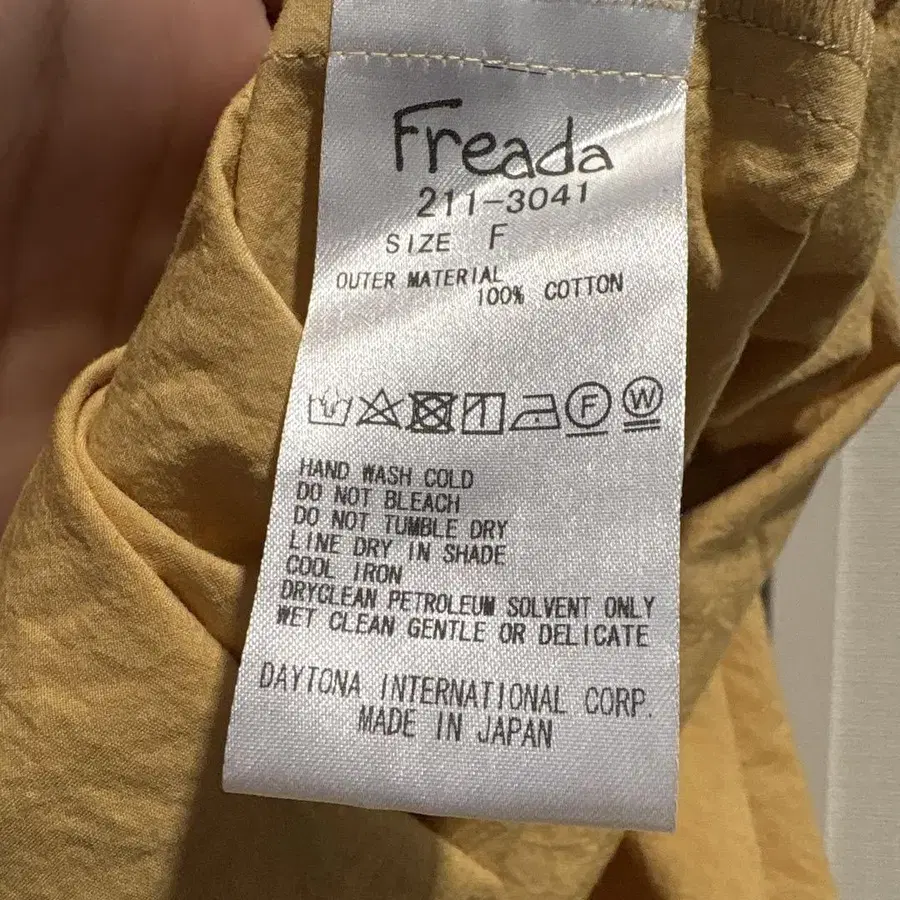 Freada
211-3041
SIZE F
OUTER MATERIAL
100% COTTON
F W
HAND WASH COLD
DO NOT BLEACH
DO NOT TUMBLE DRY
LINE DRY IN SHADE
COOL IRON
DRYCLEAN PETROLEUM SOLVENT ONLY
WET CLEAN GENTLE OR DELICATE
DAYTONA INTERNATIONAL CORP.
MADE IN JAPAN